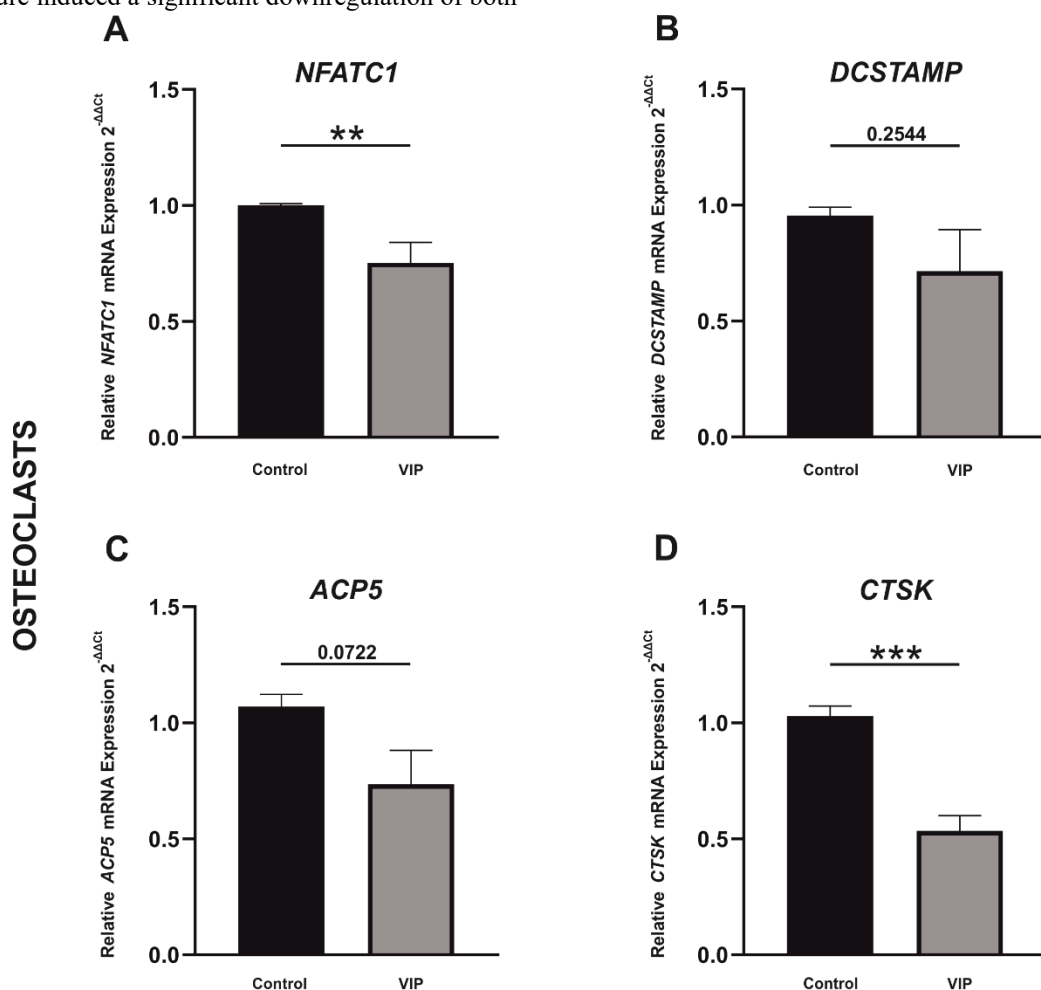 ure induced a significant downregulation of both
A
B
NFATC1
DCSTAMP
Relative NFATC1 mRNA Expression 2^-ΔΔCt
1.5
1.0
0.5
0.0
**
Control
VIP
Relative DCSTAMP mRNA Expression 2^-ΔΔCt
1.5
1.0
0.5
0.0
0.2544
Control
VIP
OSTEOCLASTS
C
D
ACP5
CTSK
Relative ACP5 mRNA Expression 2^-ΔΔCt
1.5
1.0
0.5
0.0
0.0722
Control
VIP
Relative CTSK mRNA Expression 2^-ΔΔCt
1.5
1.0
0.5
0.0
***
Control
VIP